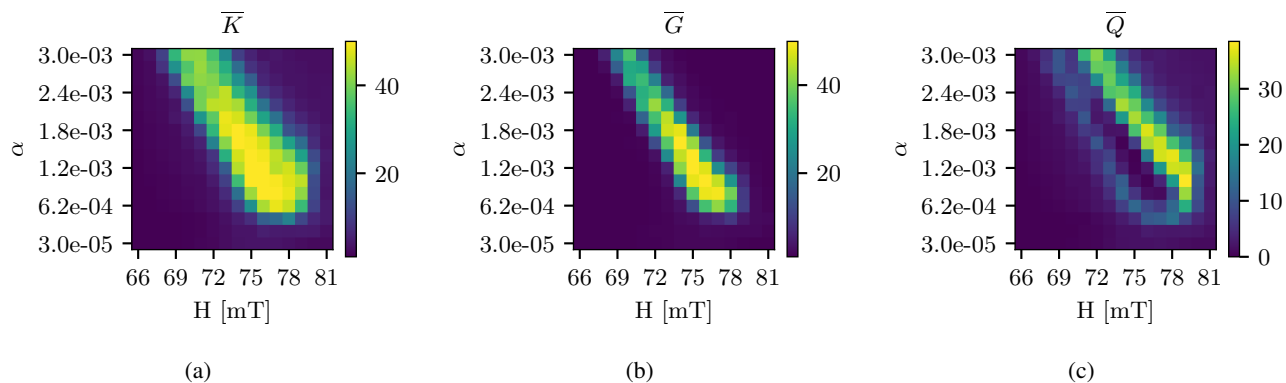 K
3.0e-03
2.4e-03
1.8e-03
1.2e-03
6.2e-04
3.0e-05
α
66 69 72 75 78 81
H [mT]
40
20
(a)
G
3.0e-03
2.4e-03
1.8e-03
1.2e-03
6.2e-04
3.0e-05
α
66 69 72 75 78 81
H [mT]
40
20
(b)
Q
3.0e-03
2.4e-03
1.8e-03
1.2e-03
6.2e-04
3.0e-05
α
66 69 72 75 78 81
H [mT]
30
20
10
0
(c)